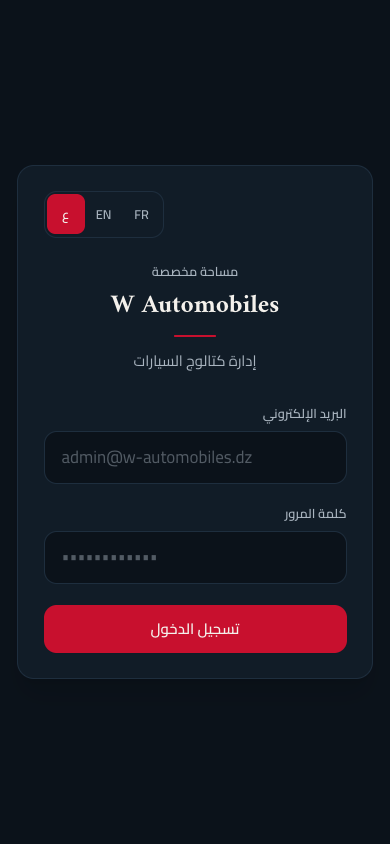 ع EN FR
مساحة مخصصة
W Automobiles
إدارة كتالوج السيارات
البريد الإلكتروني
admin@w-automobiles.dz
كلمة المرور
تسجيل الدخول